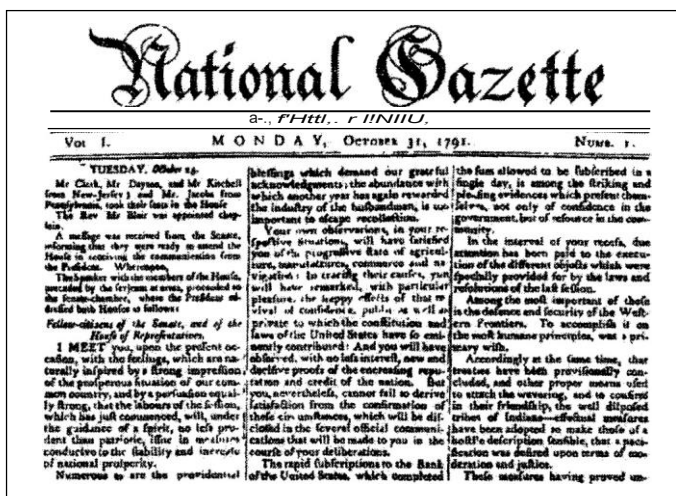 National Gazette
VOL I. MONDAY, OCTOBER 31, 1791. NUMB. 1.
TUESDAY, October 25.
Mr Clark, Mr Dayton, and Mr Kitchell
from New-Jersey; and Mr. Jacobs from
Pennsylvania, took their seats in the House
The Rev Mr Blair was appointed chap-
lain.
A message was received from the Senate,
informing that they were ready to attend the
House in receiving the communication from
the President. Whereupon,
The Speaker with the members of the House,
preceded by the serjeant at arms, proceeded to
the senate-chamber, where the President ad-
dressed both Houses as follows:
Fellow-citizens of the Senate, and of the
House of Representatives.
I MEET you, upon the present oc-
casion, with the feelings, which are na-
turally inspired by a strong impression
of the prosperous situation of our com-
mon country, and by a persuasion equal-
ly strong, that the labours of the session,
which has just commenced, will, under
the guidance of a spirit, no less pru-
dent than patriotic, issue in measures
conducive to the stability and increase
of national prosperity.
Numerous as are the providential
blessings which demand our grateful
acknowledgments; the abundance with
which another year has again rewarded
the industry of the husbandman, is too
important to escape recollection.
Your own observations, in your re-
spective situations, will have satisfied
you of the progressive state of agricul-
ture, manufactures, commerce and na-
vigation: In tracing their causes, you
will have remarked, with particular
pleasure, the happy effects of that re-
vival of confidence, public as well as
private to which the constitution and
laws of the United States have so emi-
nently contributed: And you will have
observed, with no less interest, new and
decisive proofs of the encreasing repu-
tation and credit of the nation. But
you, nevertheless, cannot fail to derive
satisfaction from the confirmation of
these circumstances, which will be dis-
closed in the several official communi-
cations that will be made to you in the
course of your deliberations.
The rapid subscriptions to the Bank
of the United States, which completed
the sum allowed to be subscribed in a
single day, is among the striking and
pleasing evidences which present them-
selves, not only of confidence in the
government, but of resource in the com-
munity.
In the interval of your recess, due
attention has been paid to the execu-
tion of the different objects which were
specially provided for by the laws and
resolutions of the last session.
Among the most important of these
is the defence and security of the West-
ern Frontiers. To accomplish it on
the most humane principles, was a pri-
mary wish.
Accordingly at the same time, that
treaties have been provisionally con-
cluded, and other proper means used
to attach the wavering, and to confirm
in their friendship, the well disposed
tribes of Indians—effectual measures
have been adopted to make those of a
hostile description sensible, that a paci-
fication was desired upon terms of mo-
deration and justice.
These measures having proved un-